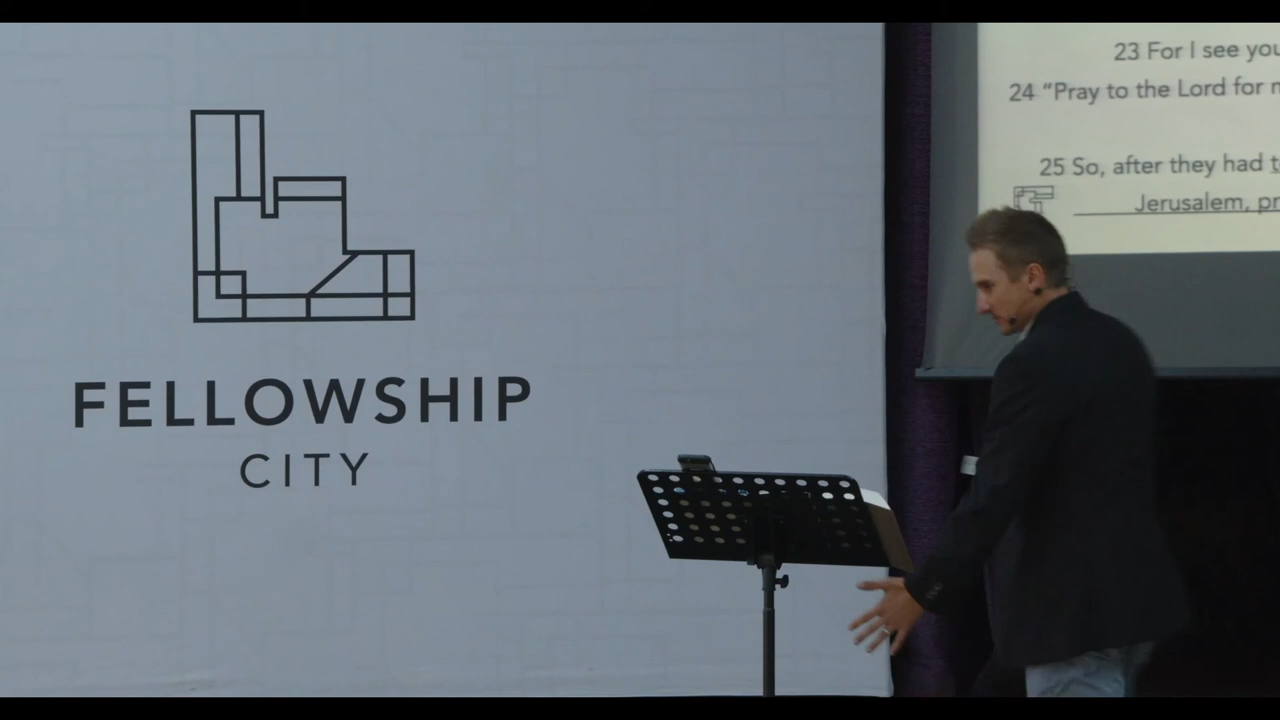 FELLOWSHIP
CITY
23 For I see you
24 “Pray to the Lord for
25 So, after they had
Jerusalem,